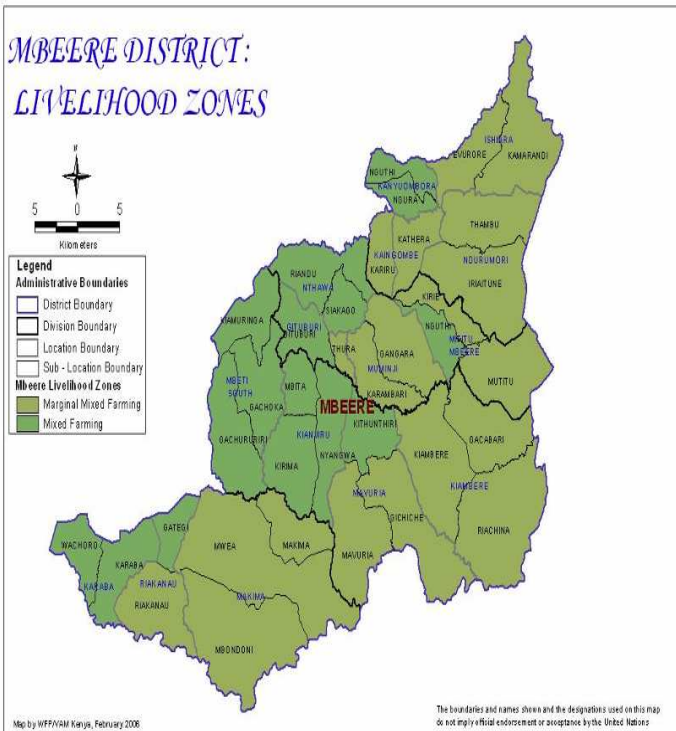 MBEERE DISTRICT:
LIVELIHOOD ZONES
N
5 0 5
Kilometers
Legend
Administrative Boundaries
District Boundary
Division Boundary
Location Boundary
Sub - Location Boundary
Mbeere Livelihood Zones
Marginal Mixed Farming
Mixed Farming
ISHIARA
EVURORE
KAMARANDI
NGUTHI
KANYUOMBORA
NGURA
THAMBU
KATHERA
KAINGOMBE
KARIRU
NDURUMORI
IRIAITUNE
RIANDU
NTHAWA
SIAKAGO
KIRIE
KIAMURINGA
GITUBURI
GITUBURI
NGUTHI
MBEERE
THURA
GANGARA
MUMINJI
MUTITU
MBETI
SOUTH
MBITA
KARAMBARI
GACHOKA
MBEERE
KITHUNTHIRI
GACHURURIRI
KIANJIRU
NYANGWA
KIAMBERE
GACABARI
KIRIMA
MAVURIA
KIAMBERE
GICHICHE
RIACHINA
GATEGI
WACHORO
MWEA
MAKIMA
MAVURIA
KARABA
KARABA
RIAKANAU
RIAKANAU
MAKIMA
MBONDONI
Map by WFP/VAM Kenya, February 2006
The boundaries and names shown and the designations used on this map
do not imply official endorsement or acceptance by the United Nations